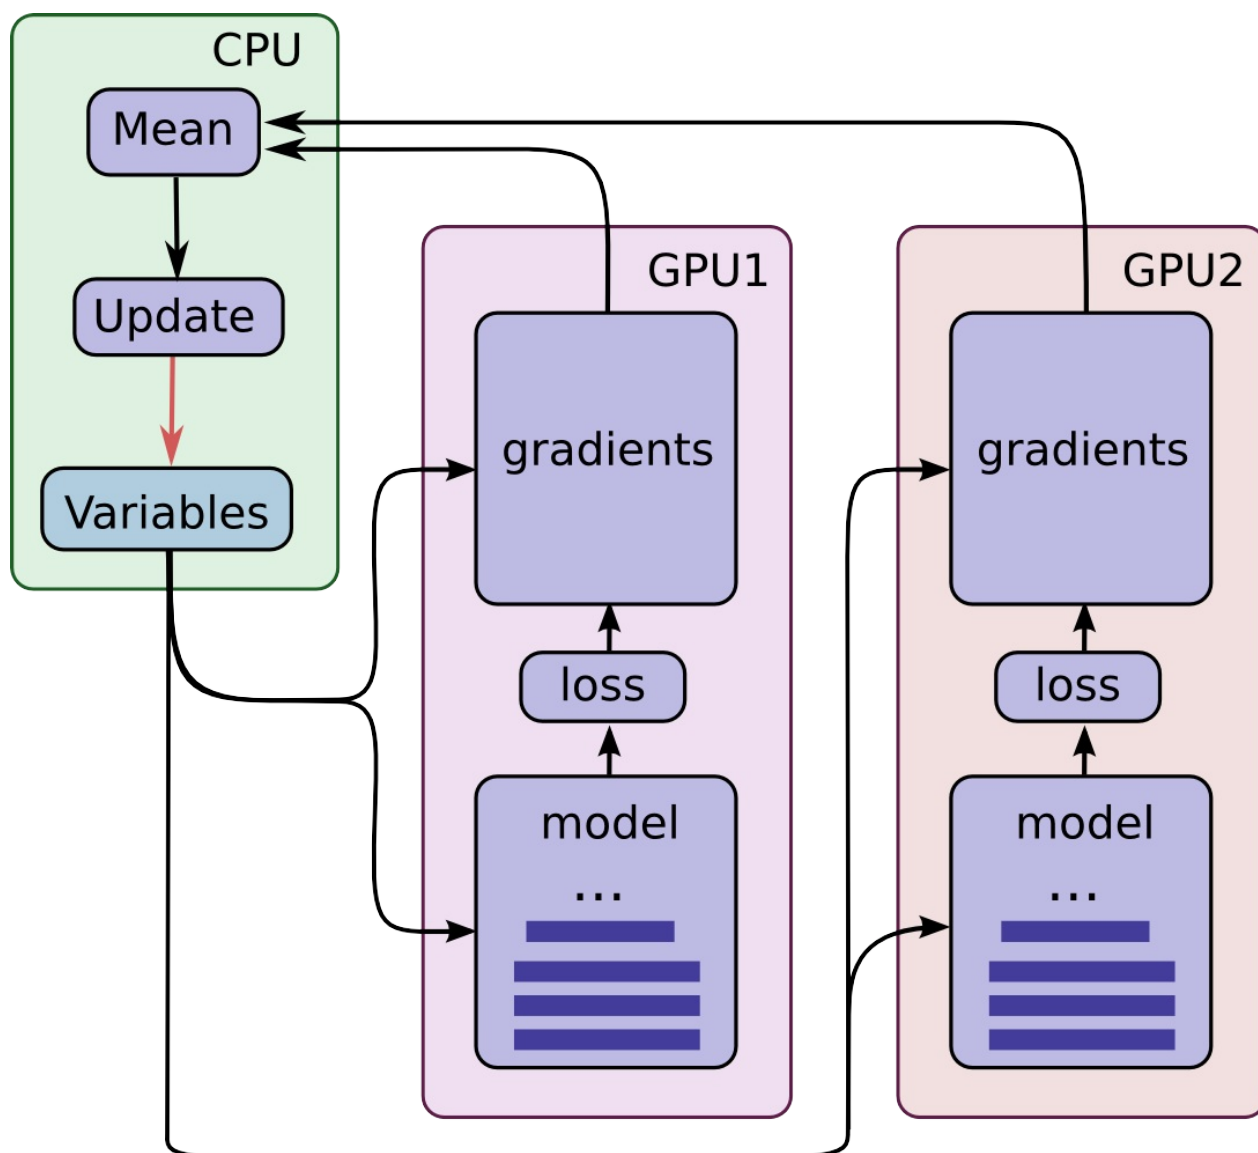 CPU
Mean
Update
Variables
GPU1
gradients
loss
model
...
GPU2
gradients
loss
model
...